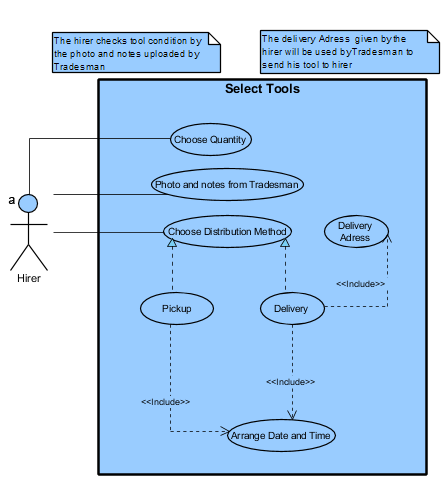 The hirer checks tool condition by
the photo and notes uploaded by
Tradesman
The delivery Adress given by the
hirer will be used byTradesman to
send his tool to hirer
Select Tools
Choose Quantity
Photo and notes from Tradesman
a
Choose Distribution Method
Delivery
Adress
Hirer
<<Include>>
Pickup
Delivery
<<Include>>
<<Include>>
Arrange Date and Time